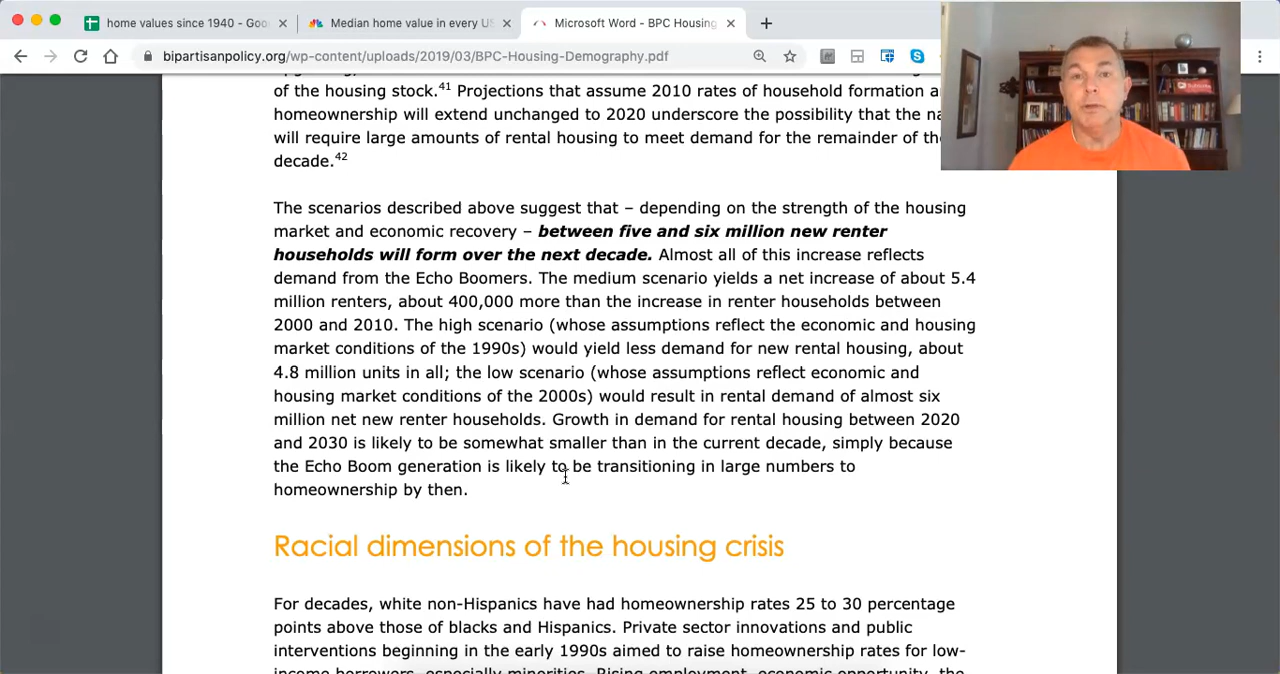 home values since 1940 - Goo
Median home value in every US
Microsoft Word - BPC Housing
bipartisanpolicy.org/wp-content/uploads/2019/03/BPC-Housing-Demography.pdf
of the housing stock.41 Projections that assume 2010 rates of household formation a
homeownership will extend unchanged to 2020 underscore the possibility that the na
will require large amounts of rental housing to meet demand for the remainder of the
decade.42
The scenarios described above suggest that – depending on the strength of the housing
market and economic recovery – between five and six million new renter
households will form over the next decade. Almost all of this increase reflects
demand from the Echo Boomers. The medium scenario yields a net increase of about 5.4
million renters, about 400,000 more than the increase in renter households between
2000 and 2010. The high scenario (whose assumptions reflect the economic and housing
market conditions of the 1990s) would yield less demand for new rental housing, about
4.8 million units in all; the low scenario (whose assumptions reflect economic and
housing market conditions of the 2000s) would result in rental demand of almost six
million net new renter households. Growth in demand for rental housing between 2020
and 2030 is likely to be somewhat smaller than in the current decade, simply because
the Echo Boom generation is likely to be transitioning in large numbers to
homeownership by then.
Racial dimensions of the housing crisis
For decades, white non-Hispanics have had homeownership rates 25 to 30 percentage
points above those of blacks and Hispanics. Private sector innovations and public
interventions beginning in the early 1990s aimed to raise homeownership rates for low-
income borrowers, especially minorities. Rising employment, economic opportunity, the